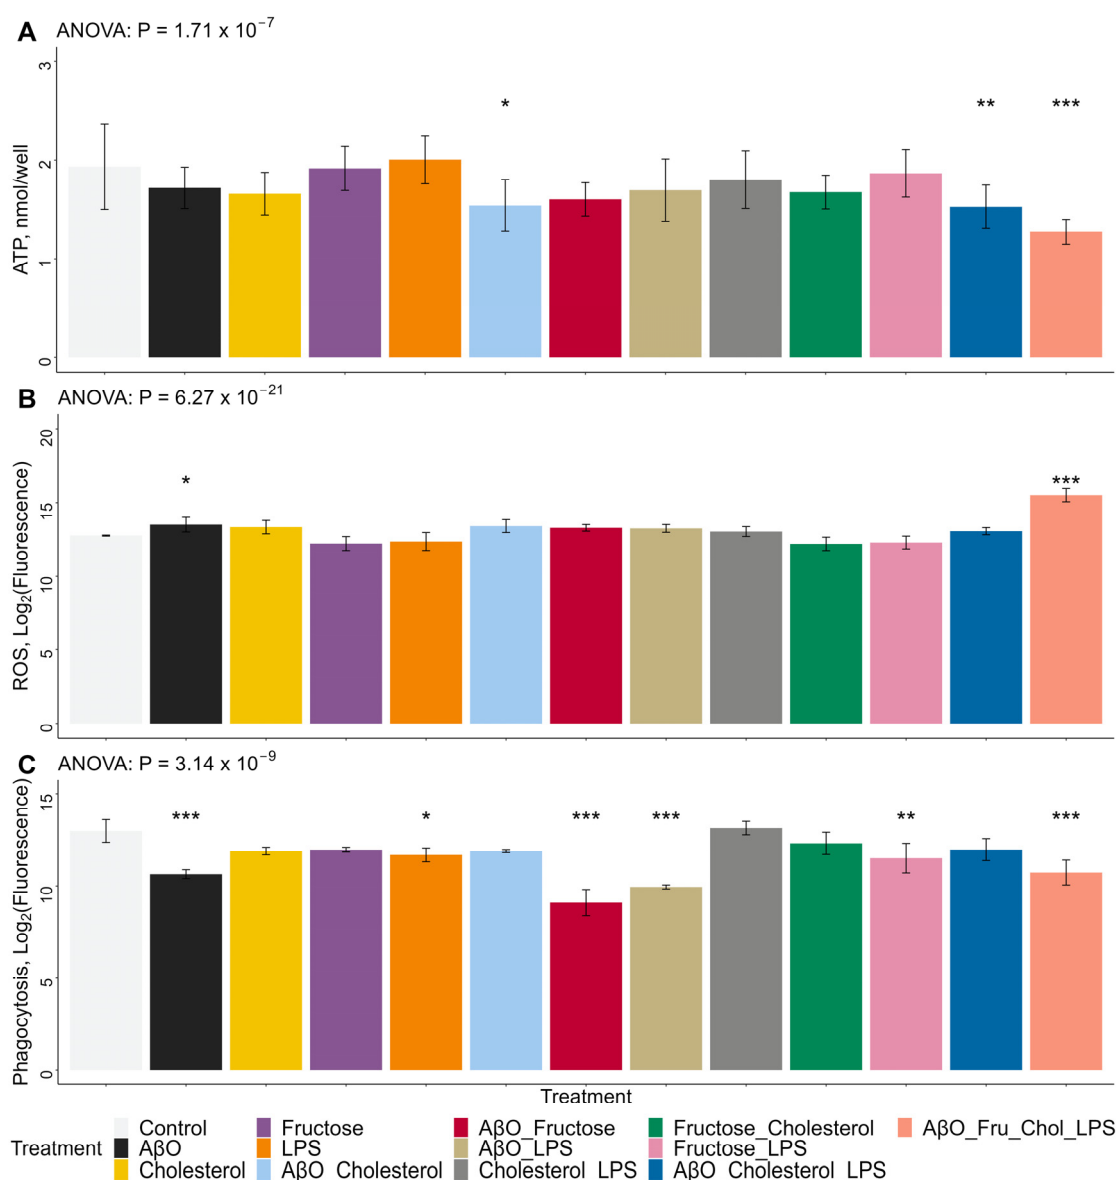 A ANOVA: P = 1.71 x 10⁻⁷
ATP, nmol/well
3
2
1
0
*
**
***
B ANOVA: P = 6.27 x 10⁻²¹
ROS, Log₂(Fluorescence)
20
15
10
5
0
*
***
C ANOVA: P = 3.14 x 10⁻⁹
Phagocytosis, Log₂(Fluorescence)
15
10
5
0
***
*
***
***
**
***
Treatment
Treatment
Control
AβO
Cholesterol
Fructose
LPS
AβO_Cholesterol
AβO_Fructose
AβO_LPS
Cholesterol_LPS
Fructose_Cholesterol
Fructose_LPS
AβO_Cholesterol_LPS
AβO_Fru_Chol_LPS